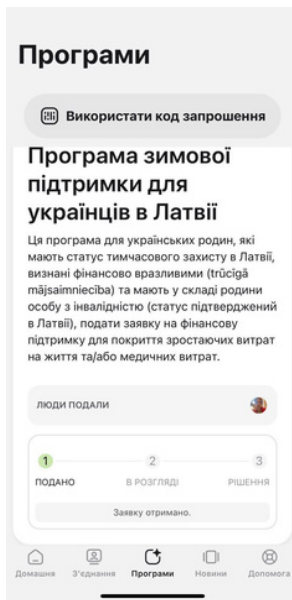 Програми
Використати код запрошення
Програма зимової
підтримки для
українців в Латвії
Ця програма для українських родин, які
мають статус тимчасового захисту в Латвії,
визнані фінансово вразливими (trūcīgā
mājsaimniecība) та мають у складі родини
особу з інвалідністю (статус підтверджений
в Латвії), подати заявку на фінансову
підтримку для покриття зростаючих витрат
на життя та/або медичних витрат.
ЛЮДИ ПОДАЛИ
1 2 3
ПОДАНО В РОЗГЛЯДІ РІШЕННЯ
Заявку отримано.
Домашня З'єднання Програми Новини Допомога